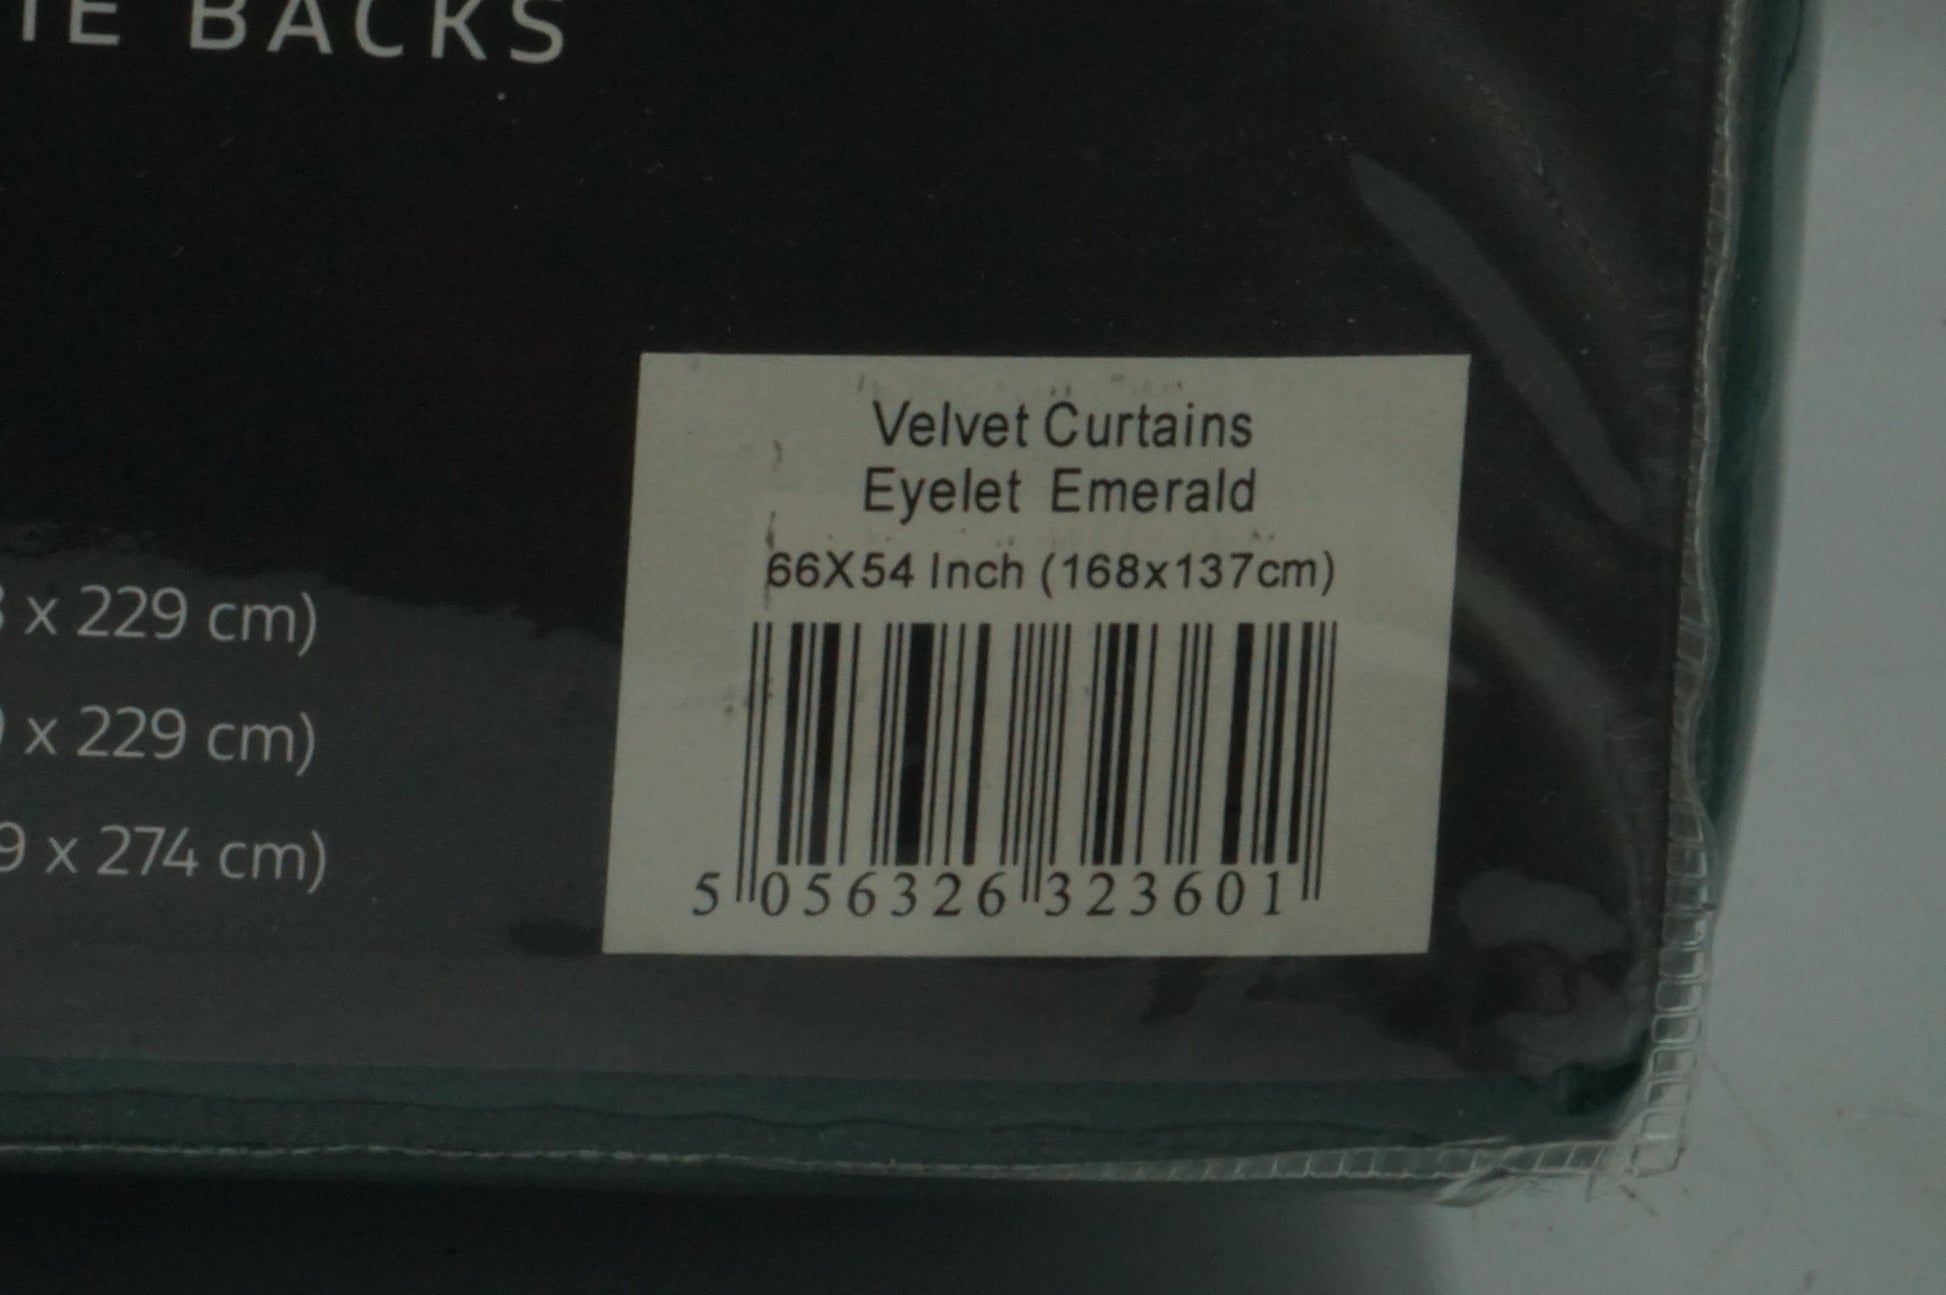 IE BACKS
x 229 cm)
x 229 cm)
9 x 274 cm)
Velvet Curtains
Eyelet Emerald
66X54 Inch (168x137cm)
5 056326 323601